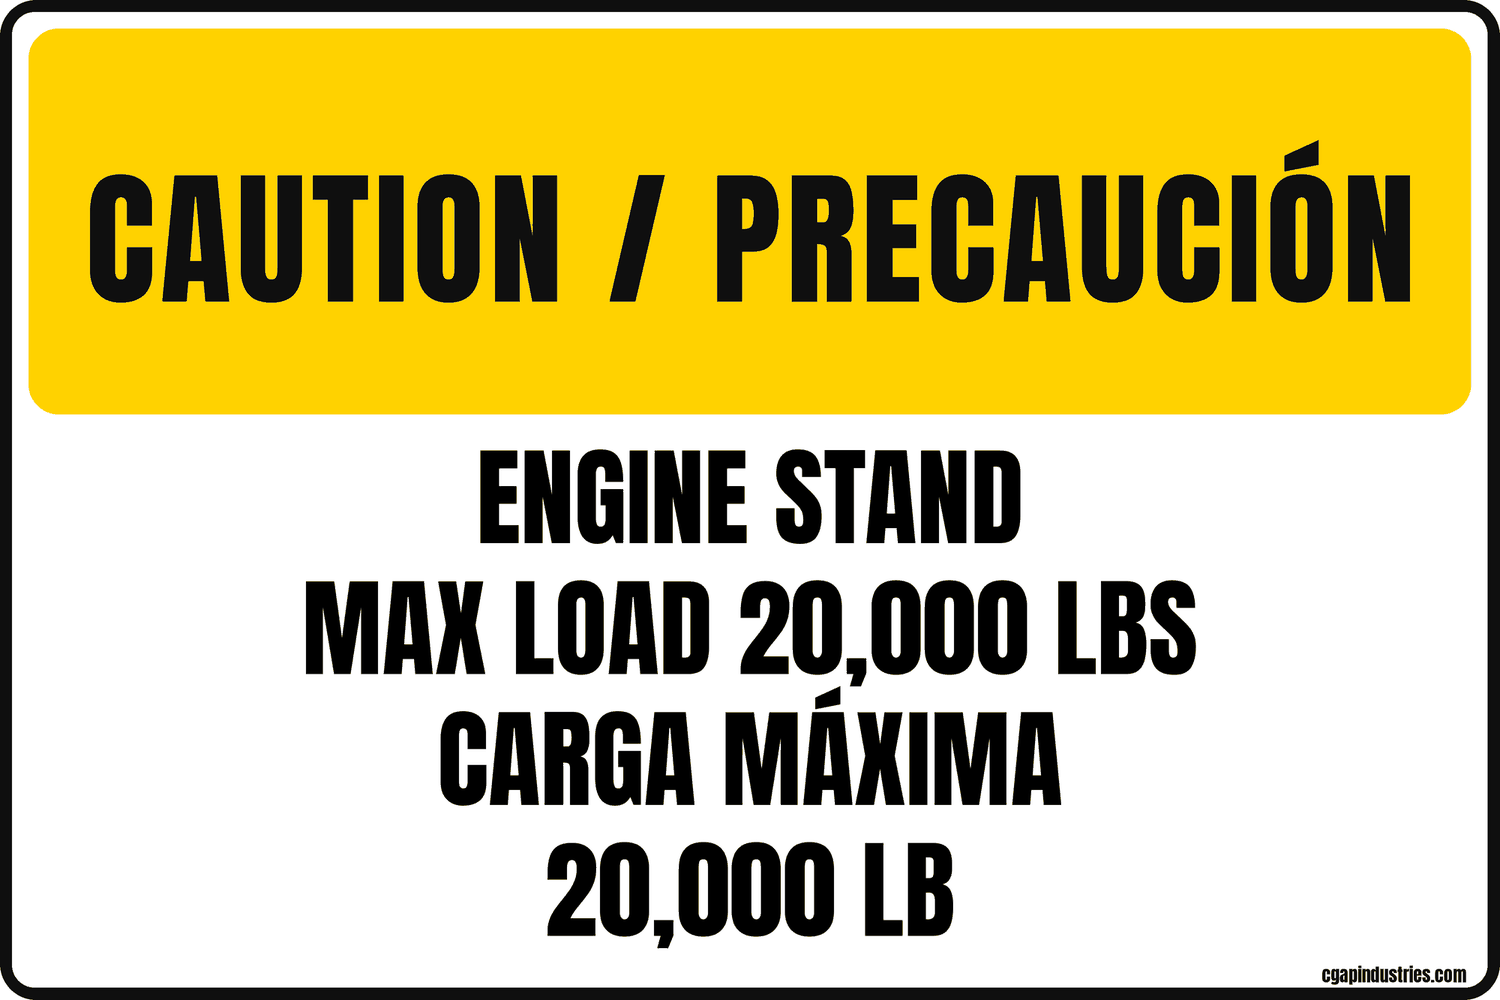 CAUTION / PRECAUCIÓN
ENGINE STAND
MAX LOAD 20,000 LBS
CARGA MÁXIMA
20,000 LB
cgapindustries.com